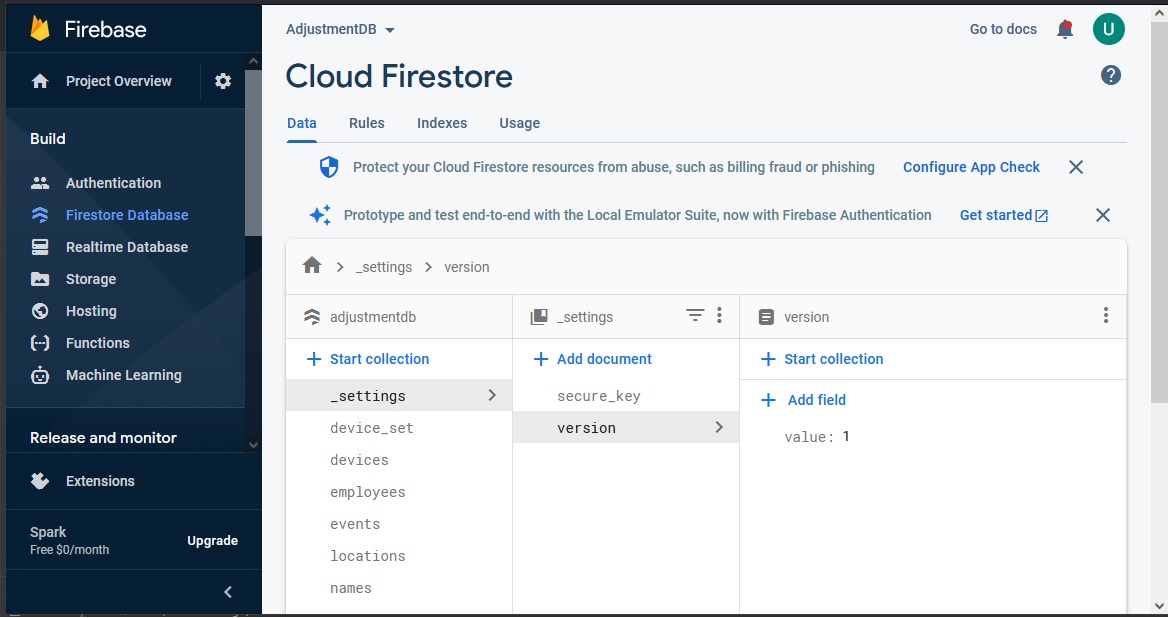 Firebase
Project Overview
Build
Authentication
Firestore Database
Realtime Database
Storage
Hosting
Functions
Machine Learning
Release and monitor
Extensions
Spark
Free $0/month
Upgrade
AdjustmentDB
Go to docs
U
Cloud Firestore
?
Data Rules Indexes Usage
Protect your Cloud Firestore resources from abuse, such as billing fraud or phishing Configure App Check
Prototype and test end-to-end with the Local Emulator Suite, now with Firebase Authentication Get started
_settings > version
adjustmentdb
Start collection
_settings
device_set
devices
employees
events
locations
names
_settings
Add document
secure_key
version
version
Start collection
Add field
value: 1